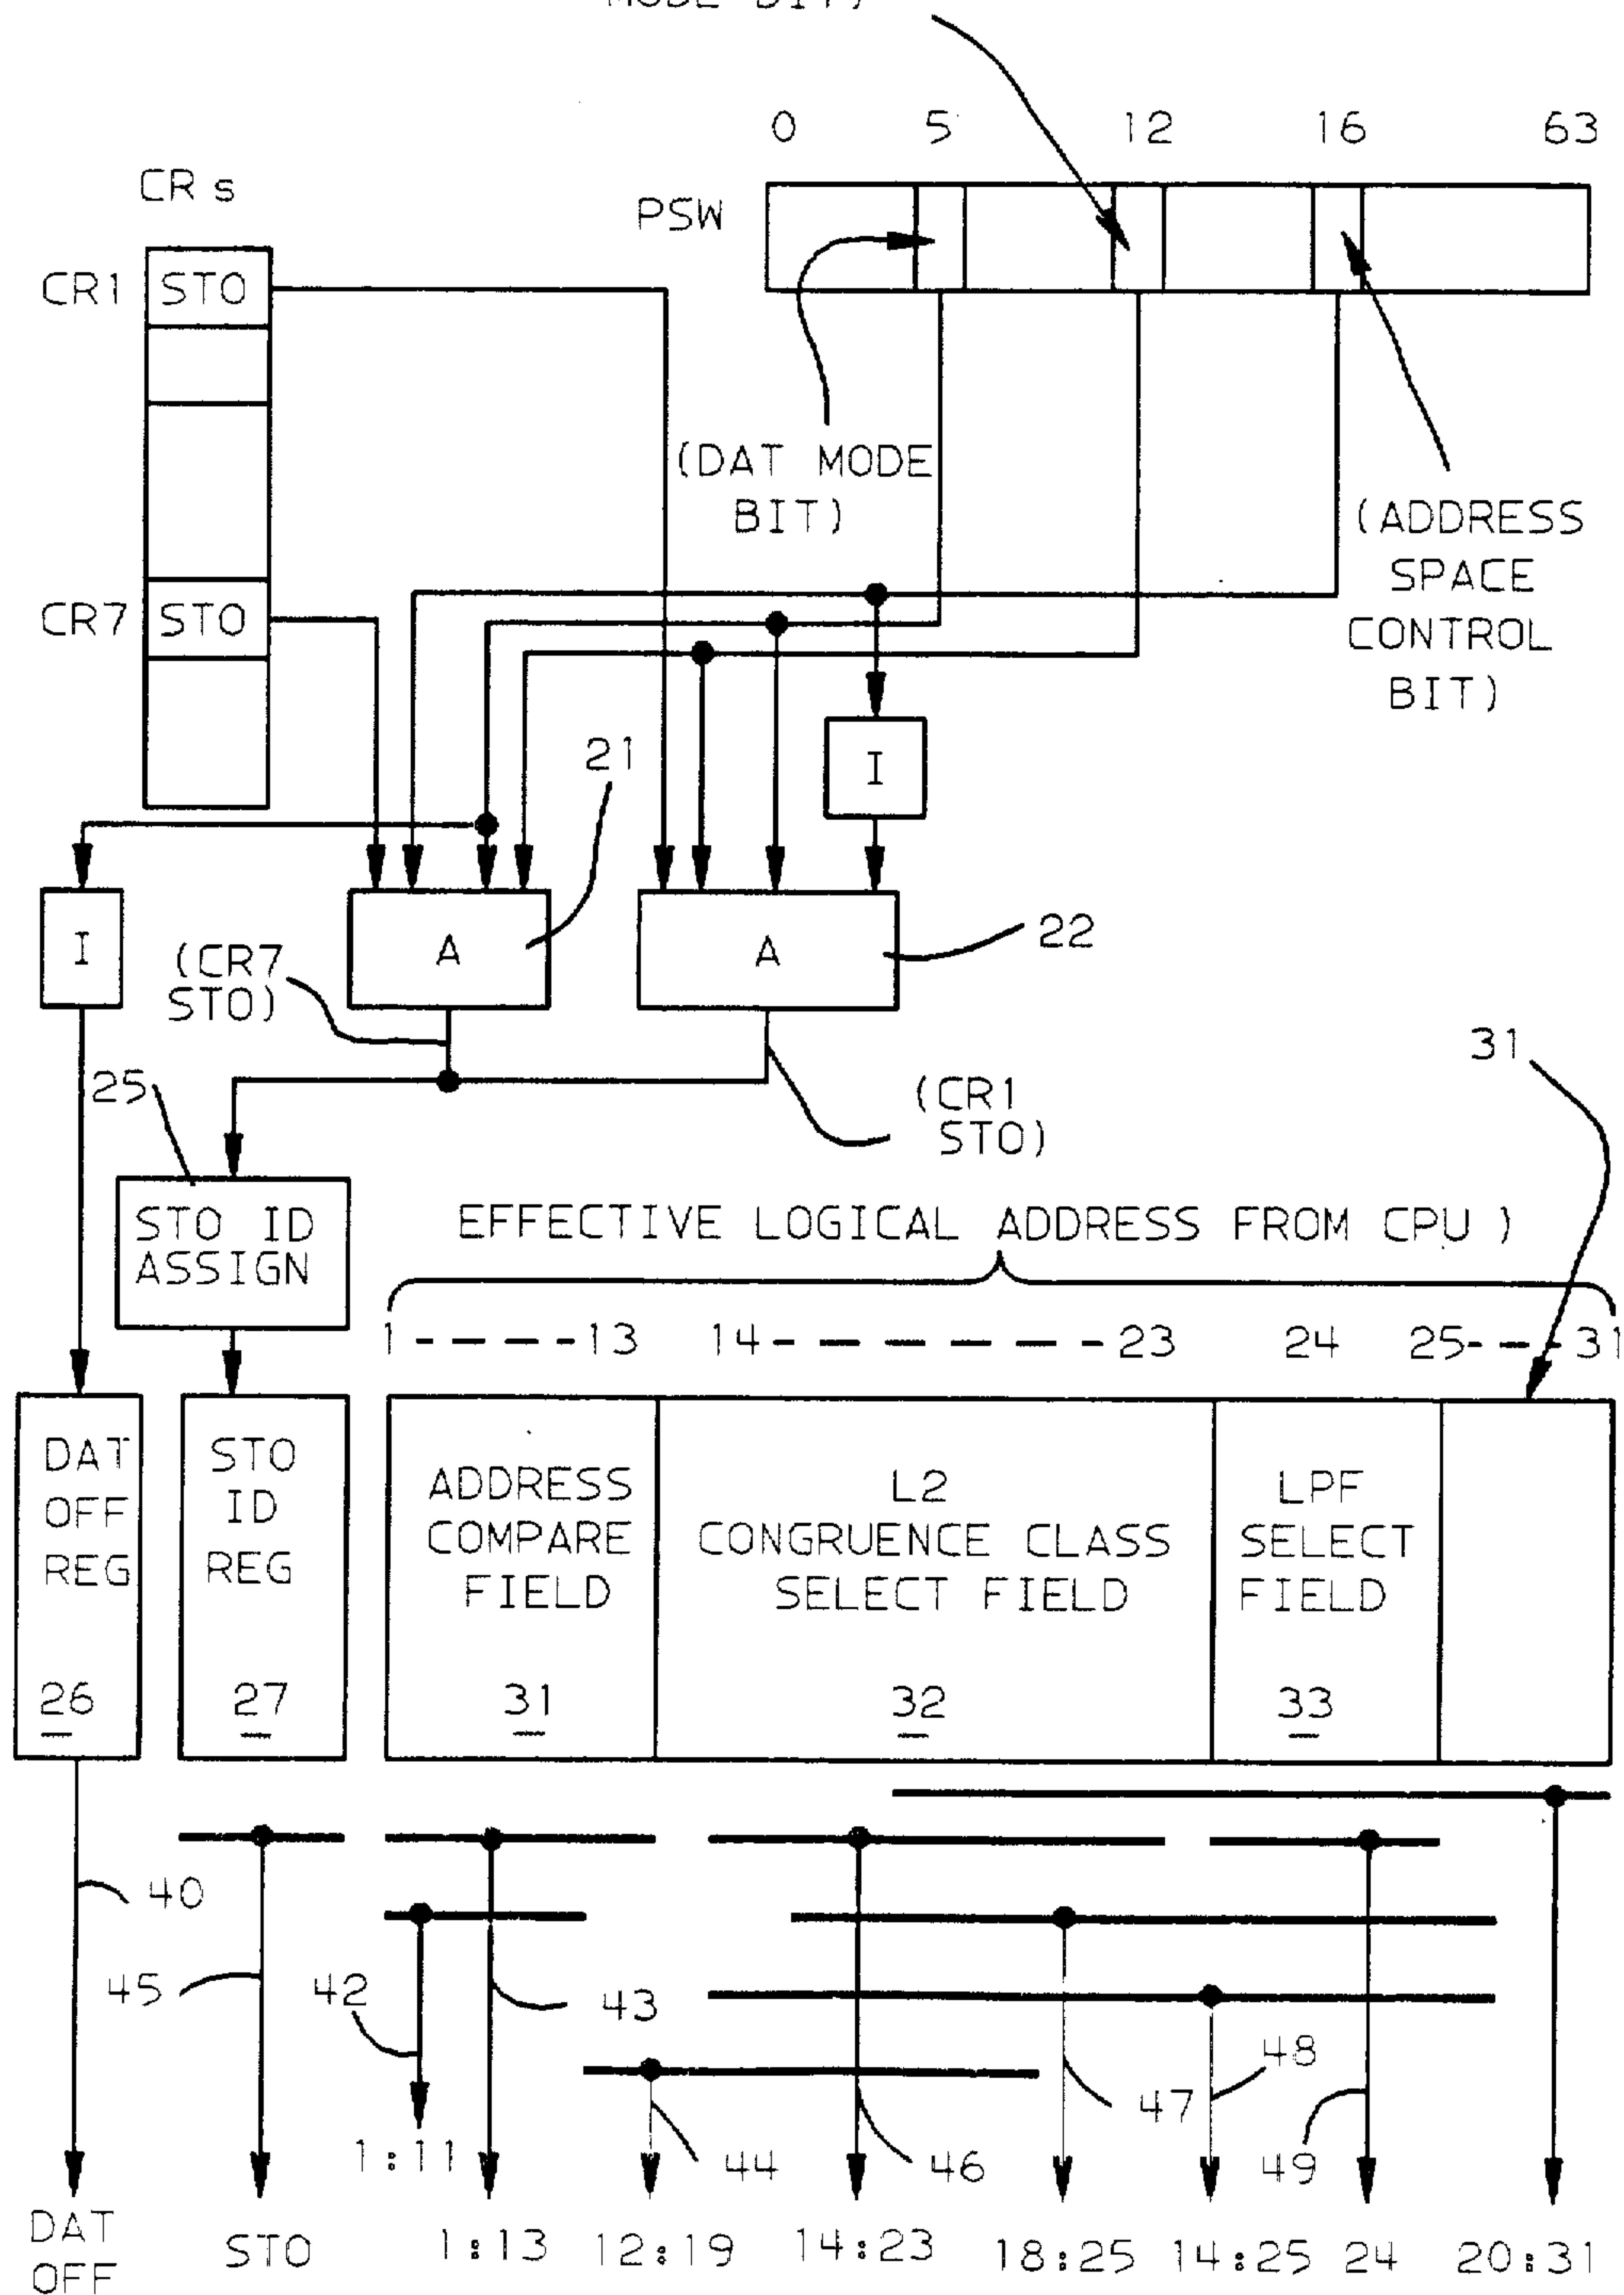 MODE BIT)
0 5 12 16 63
CRs
PSW
CR1 STO
(DAT MODE
BIT)
(ADDRESS
SPACE
CONTROL
BIT)
CR7 STO
I
21
I
A
A
22
(CR7
STO)
31
25
(CR1
STO)
STO ID
ASSIGN
EFFECTIVE LOGICAL ADDRESS FROM CPU )
1-----13 14-------23 24 25---31
DAT
OFF
REG
26
STO
ID
REG
27
ADDRESS
COMPARE
FIELD
31
L2
CONGRUENCE CLASS
SELECT FIELD
32
LPF
SELECT
FIELD
33
40
45
42
43
48
47
1:11
44
46
49
DAT
OFF
STO
1:13
12:19
14:23
18:25
14:25
24
20:31